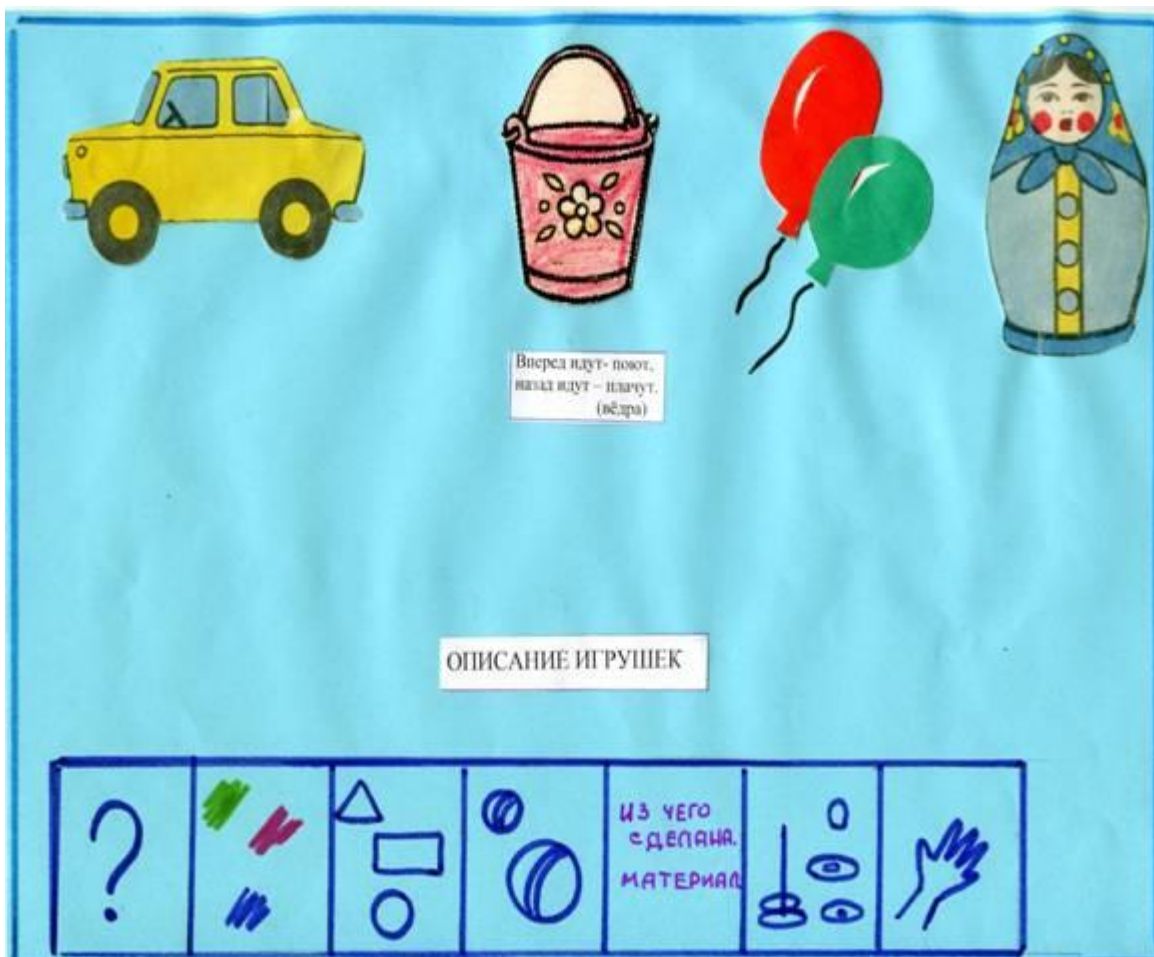 Вперед идут- поют,
назад идут – плачут.
(вёдра)
ОПИСАНИЕ ИГРУШЕК
?
ИЗ ЧЕГО
СДЕЛАНА.
МАТЕРИАЛ